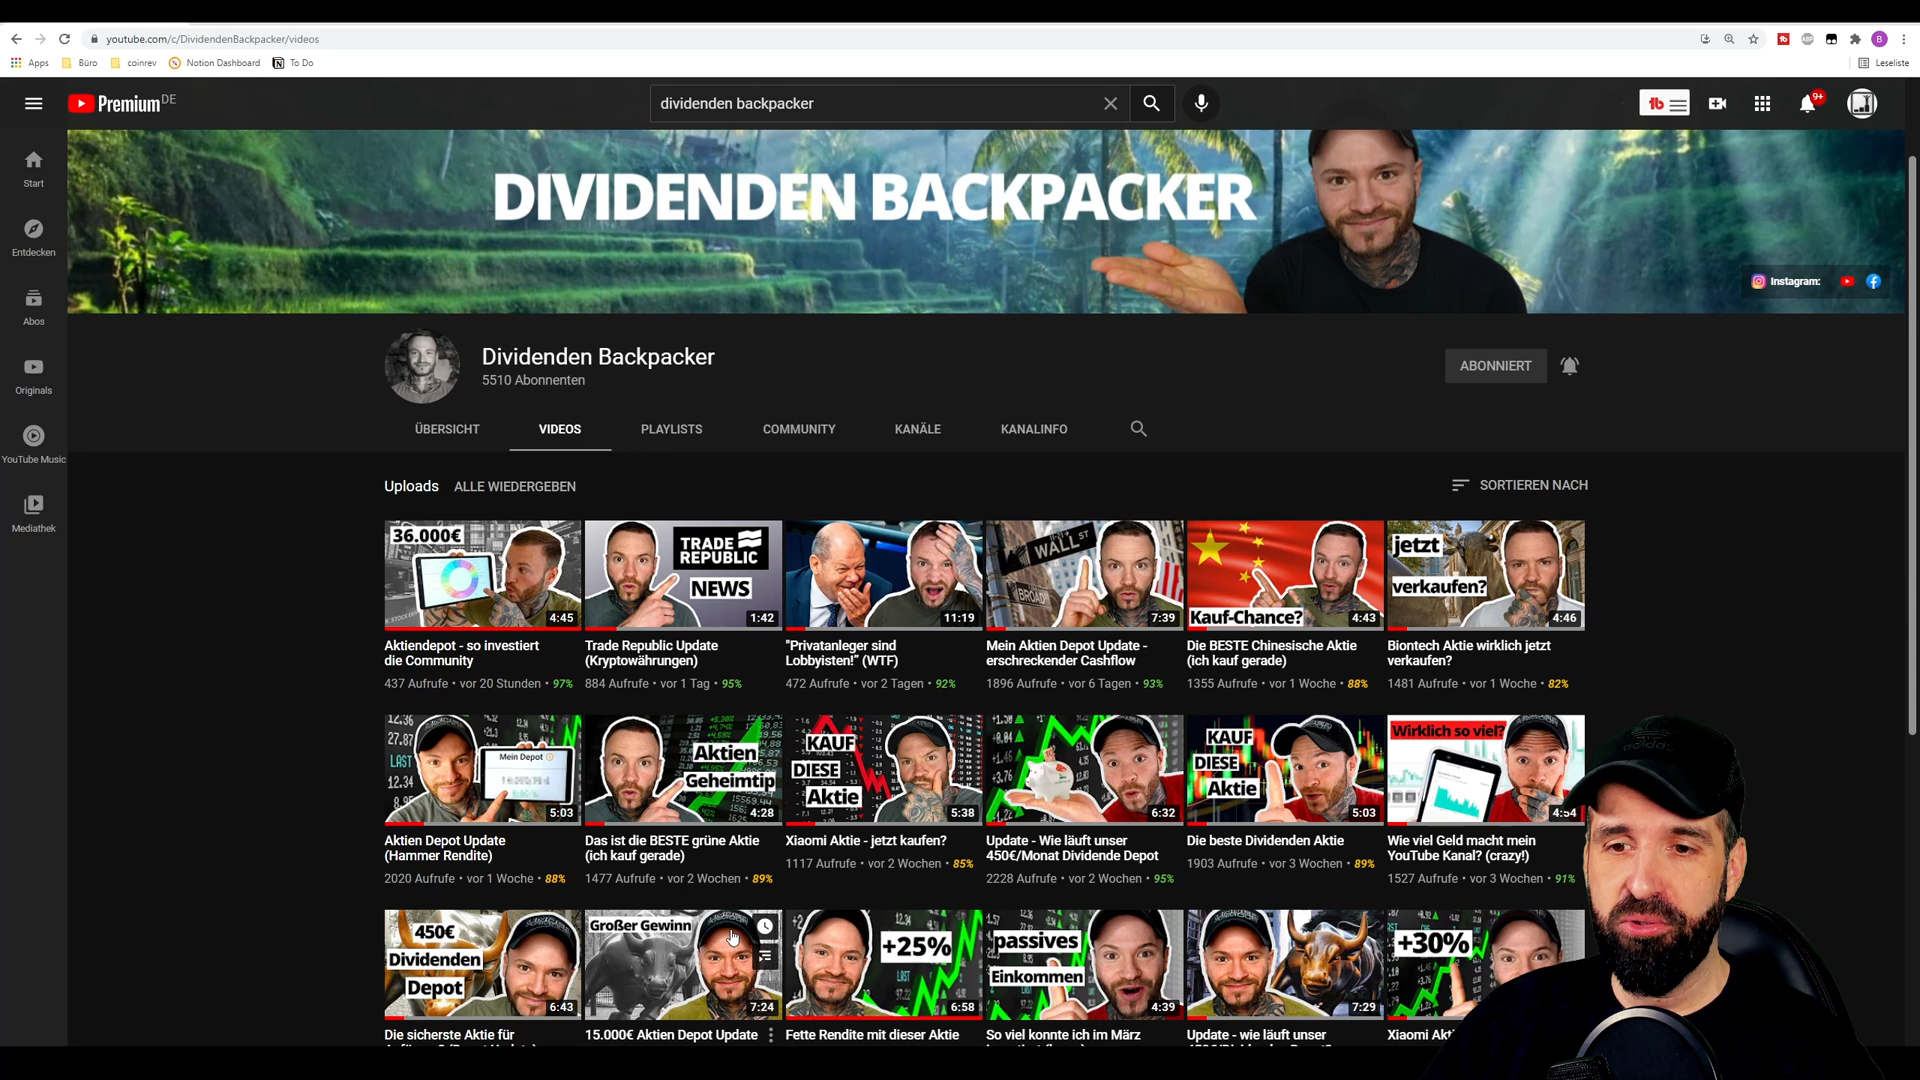 youtube.com/c/DividendenBackpacker/videos
Apps
Büro
coinrev
Notion Dashboard
To Do
Leseliste
Premium DE
dividenden backpacker
9+
Start
Entdecken
Abos
Originals
YouTube Music
Mediathek
DIVIDENDEN BACKPACKER
Instagram:
Dividenden Backpacker
5510 Abonnenten
ABONNIERT
ÜBERSICHT
VIDEOS
PLAYLISTS
COMMUNITY
KANÄLE
KANALINFO
Uploads
ALLE WIEDERGEBEN
SORTIEREN NACH
36.000€
4:45
TRADE
REPUBLIC
NEWS
1:42
11:19
WALL ST
BROAD
7:39
Kauf-Chance?
4:43
jetzt
verkaufen?
4:46
Aktiendepot - so investiert
die Community
437 Aufrufe • vor 20 Stunden • 97%
Trade Republic Update
(Kryptowährungen)
884 Aufrufe • vor 1 Tag • 95%
"Privatanleger sind
Lobbyisten!" (WTF)
472 Aufrufe • vor 2 Tagen • 92%
Mein Aktien Depot Update -
erschreckender Cashflow
1896 Aufrufe • vor 6 Tagen • 93%
Die BESTE Chinesische Aktie
(ich kauf gerade)
1355 Aufrufe • vor 1 Woche • 88%
Biontech Aktie wirklich jetzt
verkaufen?
1481 Aufrufe • vor 1 Woche • 82%
Mein Depot
5:03
Aktien
Geheimtip
4:28
KAUF
DIESE
Aktie
5:38
6:32
KAUF
DIESE
Aktie
5:03
Wirklich so viel?
4:54
Aktien Depot Update
(Hammer Rendite)
2020 Aufrufe • vor 1 Woche • 88%
Das ist die BESTE grüne Aktie
(ich kauf gerade)
1477 Aufrufe • vor 2 Wochen • 89%
Xiaomi Aktie - jetzt kaufen?
1117 Aufrufe • vor 2 Wochen • 85%
Update - Wie läuft unser
450€/Monat Dividende Depot
2228 Aufrufe • vor 2 Wochen • 95%
Die beste Dividenden Aktie
1903 Aufrufe • vor 3 Wochen • 89%
Wie viel Geld macht mein
YouTube Kanal? (crazy!)
1527 Aufrufe • vor 3 Wochen • 91%
450€
Dividenden
Depot
6:43
Großer Gewinn
7:24
+25%
6:58
passives
Einkommen
4:39
7:29
+30%
Die sicherste Aktie für
15.000€ Aktien Depot Update
Fette Rendite mit dieser Aktie
So viel konnte ich im März
Update - wie läuft unser
Xiaomi
adidas